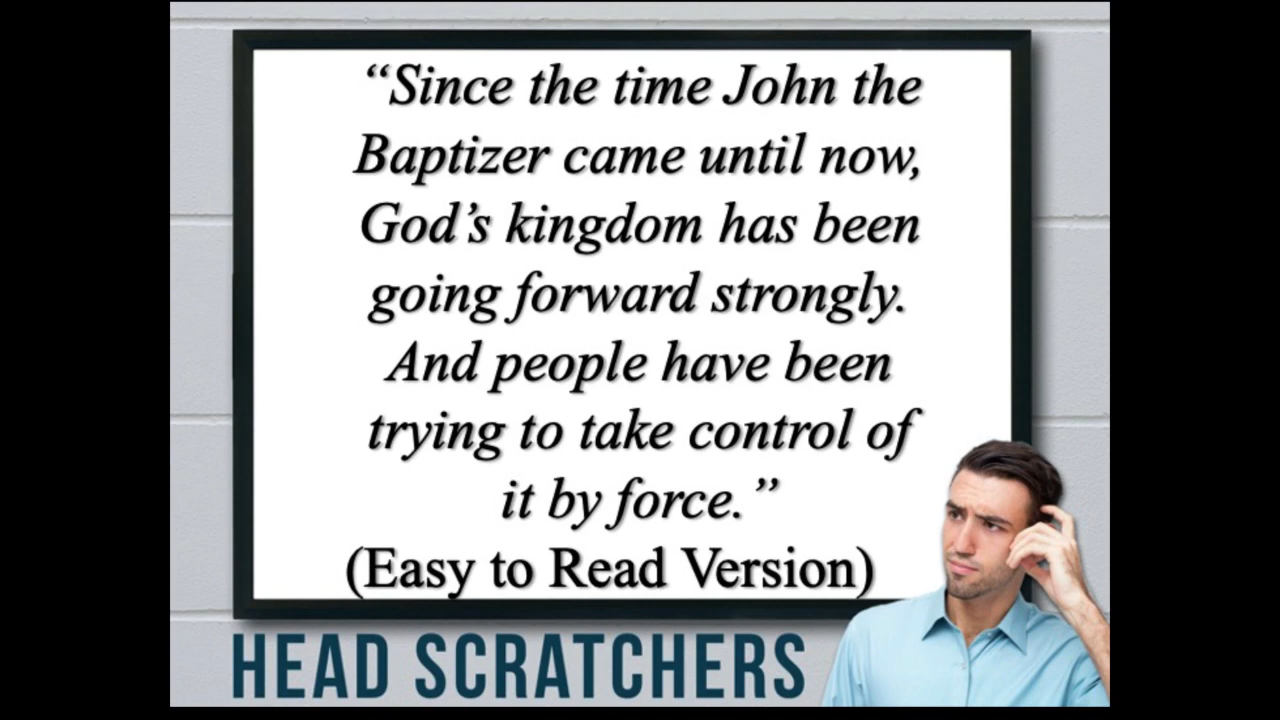 “Since the time John the
Baptizer came until now,
God’s kingdom has been
going forward strongly.
And people have been
trying to take control of
it by force.”
(Easy to Read Version)
HEAD SCRATCHERS